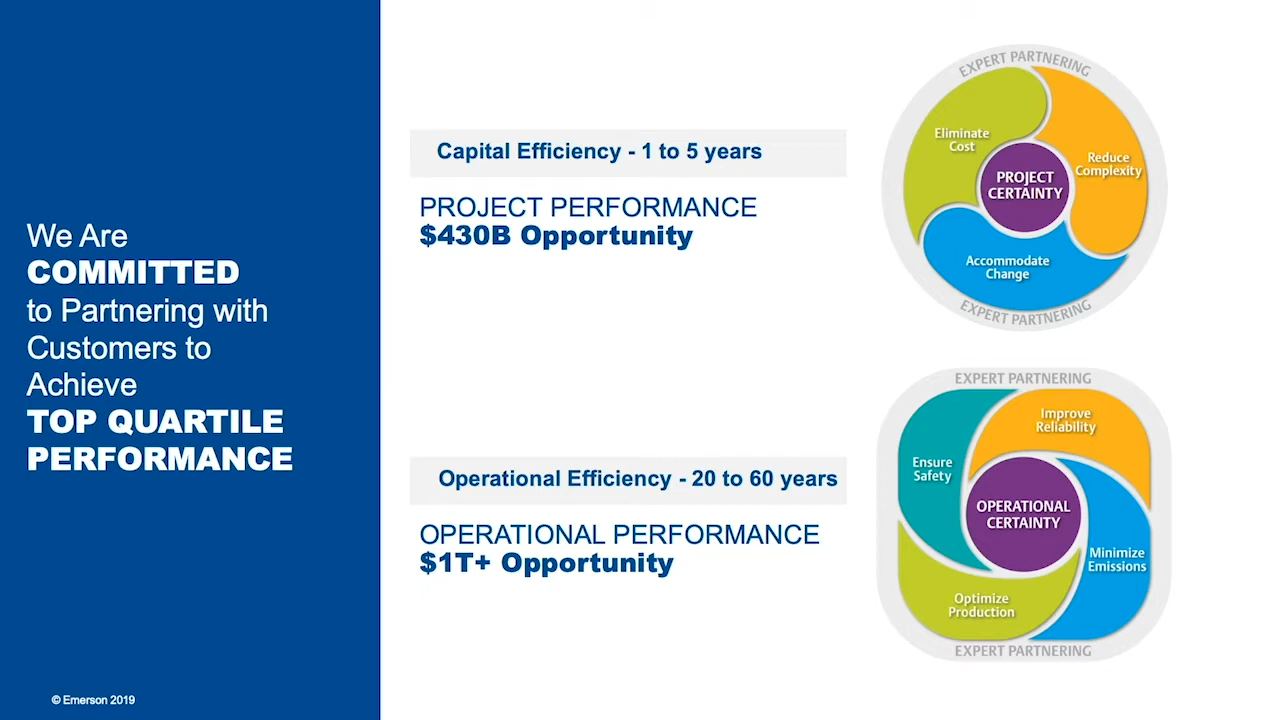 We Are
COMMITTED
to Partnering with
Customers to
Achieve
TOP QUARTILE
PERFORMANCE
© Emerson 2019
Capital Efficiency - 1 to 5 years
PROJECT PERFORMANCE
$430B Opportunity
EXPERT PARTNERING
Eliminate
Cost
Reduce
Complexity
PROJECT
CERTAINTY
Accommodate
Change
EXPERT PARTNERING
Operational Efficiency - 20 to 60 years
OPERATIONAL PERFORMANCE
$1T+ Opportunity
EXPERT PARTNERING
Improve
Reliability
Ensure
Safety
OPERATIONAL
CERTAINTY
Minimize
Emissions
Optimize
Production
EXPERT PARTNERING